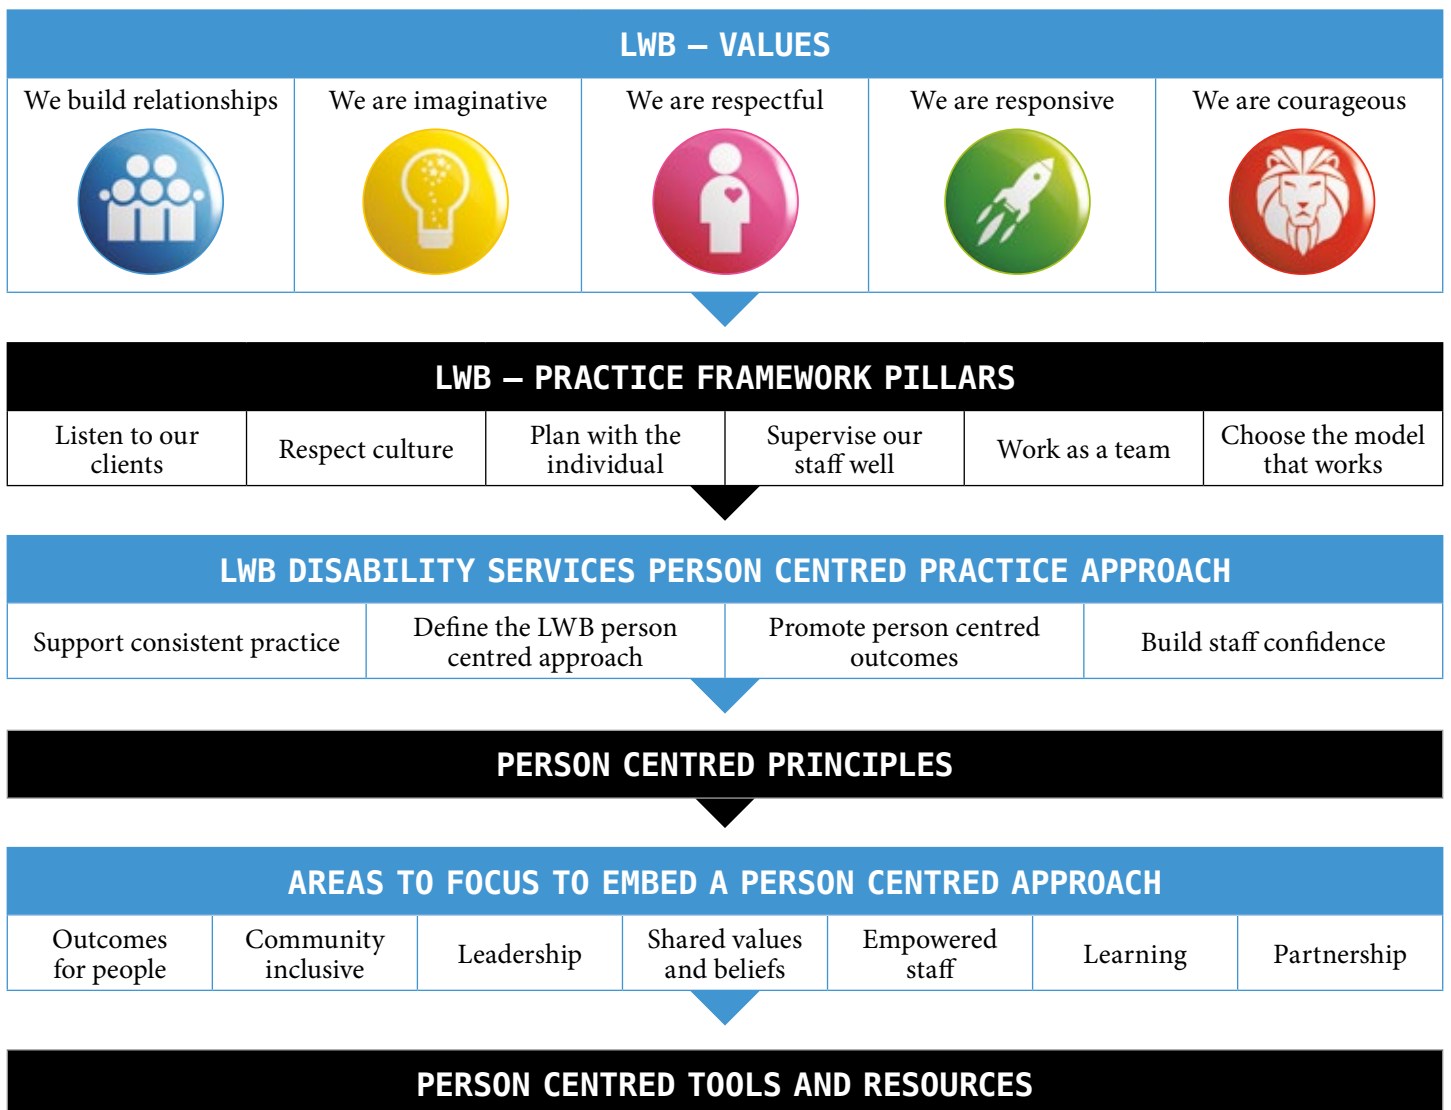 LWB – VALUES
We build relationships
We are imaginative
We are respectful
We are responsive
We are courageous
LWB – PRACTICE FRAMEWORK PILLARS
Listen to our
clients
Respect culture
Plan with the
individual
Supervise our
staff well
Work as a team
Choose the model
that works
LWB DISABILITY SERVICES PERSON CENTRED PRACTICE APPROACH
Support consistent practice
Define the LWB person
centred approach
Promote person centred
outcomes
Build staff confidence
PERSON CENTRED PRINCIPLES
AREAS TO FOCUS TO EMBED A PERSON CENTRED APPROACH
Outcomes
for people
Community
inclusive
Leadership
Shared values
and beliefs
Empowered
staff
Learning
Partnership
PERSON CENTRED TOOLS AND RESOURCES